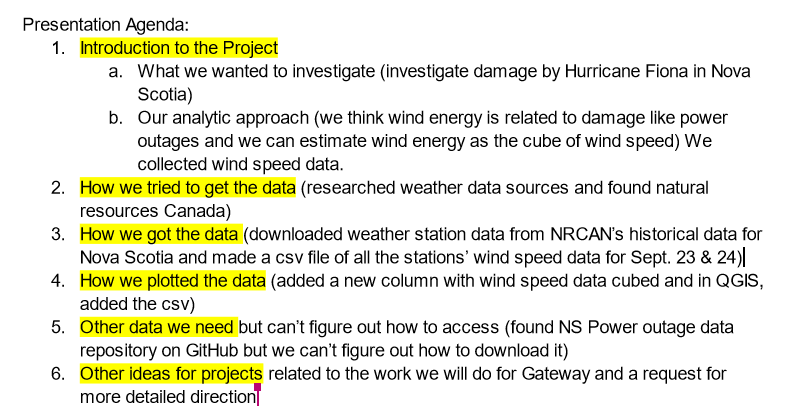 Presentation Agenda:
1. Introduction to the Project
a. What we wanted to investigate (investigate damage by Hurricane Fiona in Nova
Scotia)
b. Our analytic approach (we think wind energy is related to damage like power
outages and we can estimate wind energy as the cube of wind speed) We
collected wind speed data.
2. How we tried to get the data (researched weather data sources and found natural
resources Canada)
3. How we got the data (downloaded weather station data from NRCAN's historical data for
Nova Scotia and made a csv file of all the stations' wind speed data for Sept. 23 & 24)
4. How we plotted the data (added a new column with wind speed data cubed and in QGIS,
added the csv)
5. Other data we need but can't figure out how to access (found NS Power outage data
repository on GitHub but we can't figure out how to download it)
6. Other ideas for projects related to the work we will do for Gateway and a request for
more detailed direction